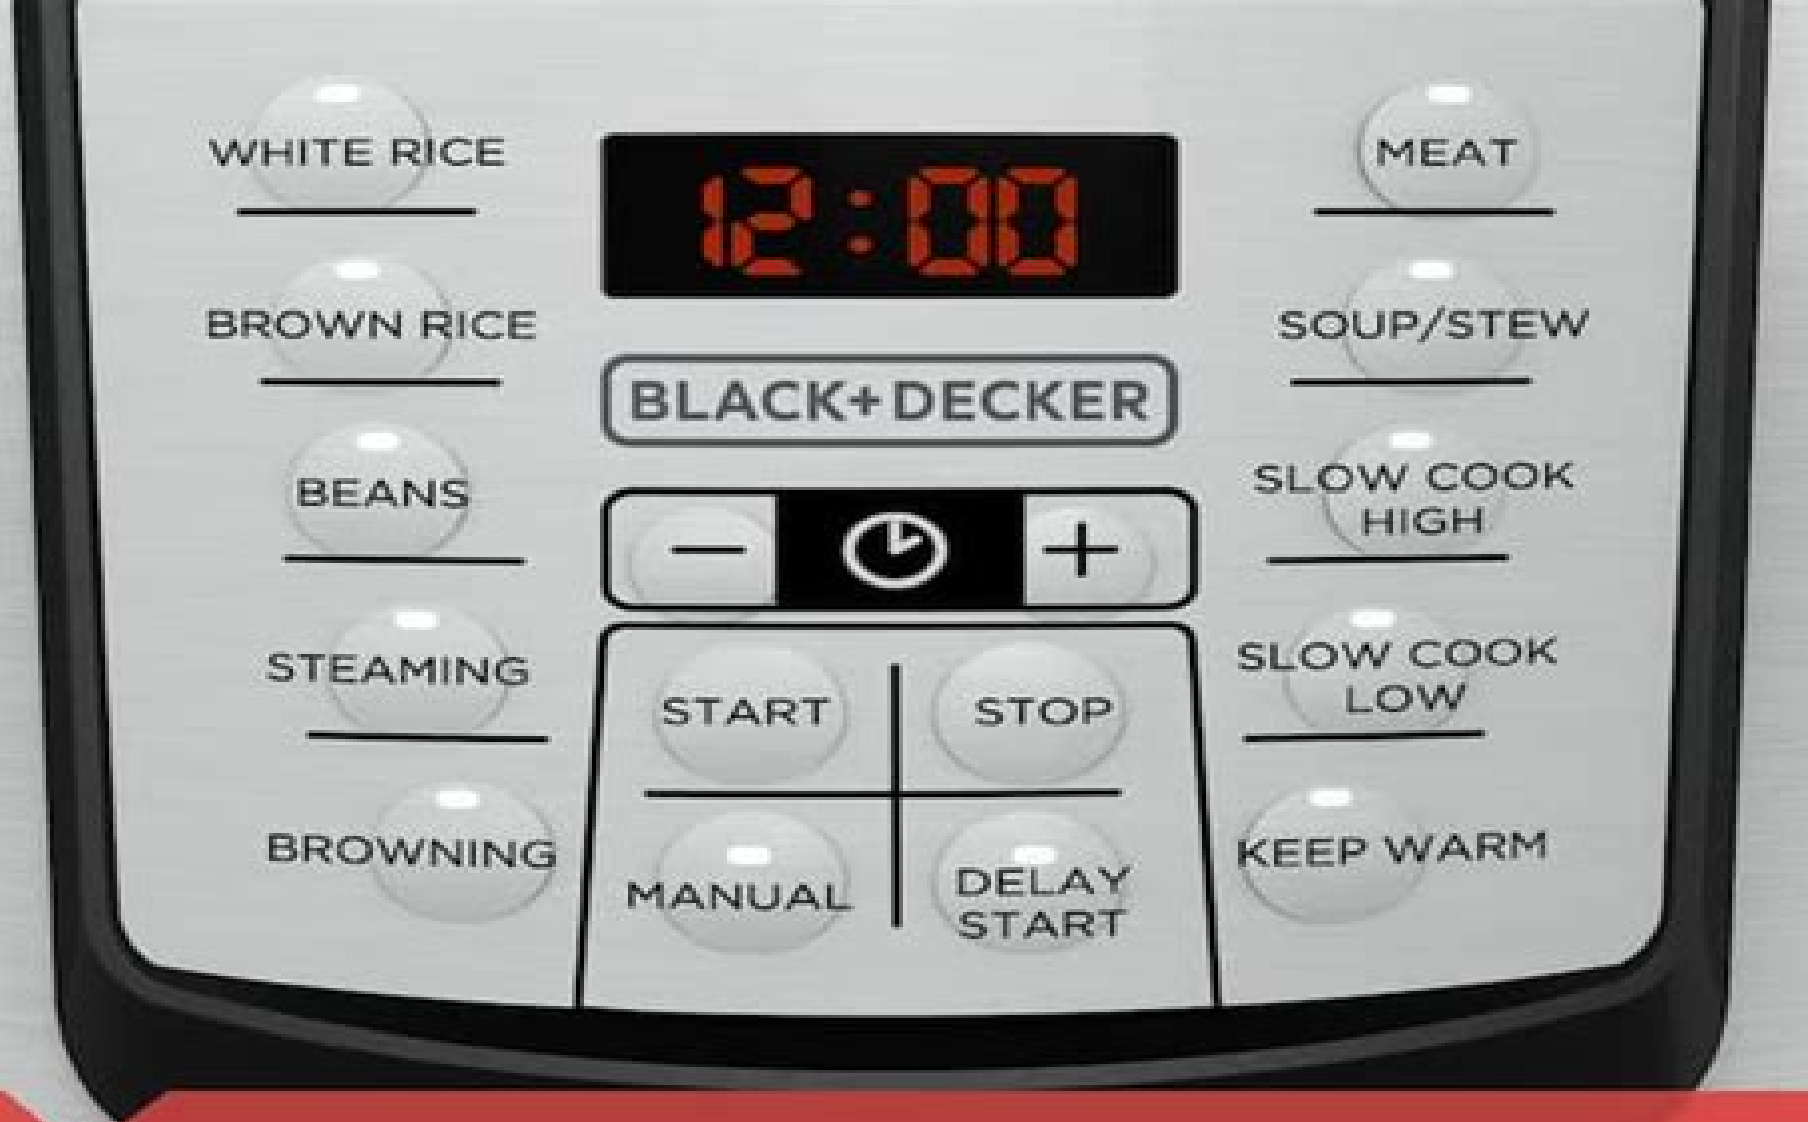 WHITE RICE
BROWN RICE
BEANS
STEAMING
BROWNING
12:00
BLACK+DECKER
− +
START STOP
MANUAL
DELAY
START
MEAT
SOUP/STEW
SLOW COOK
HIGH
SLOW COOK
LOW
KEEP WARM